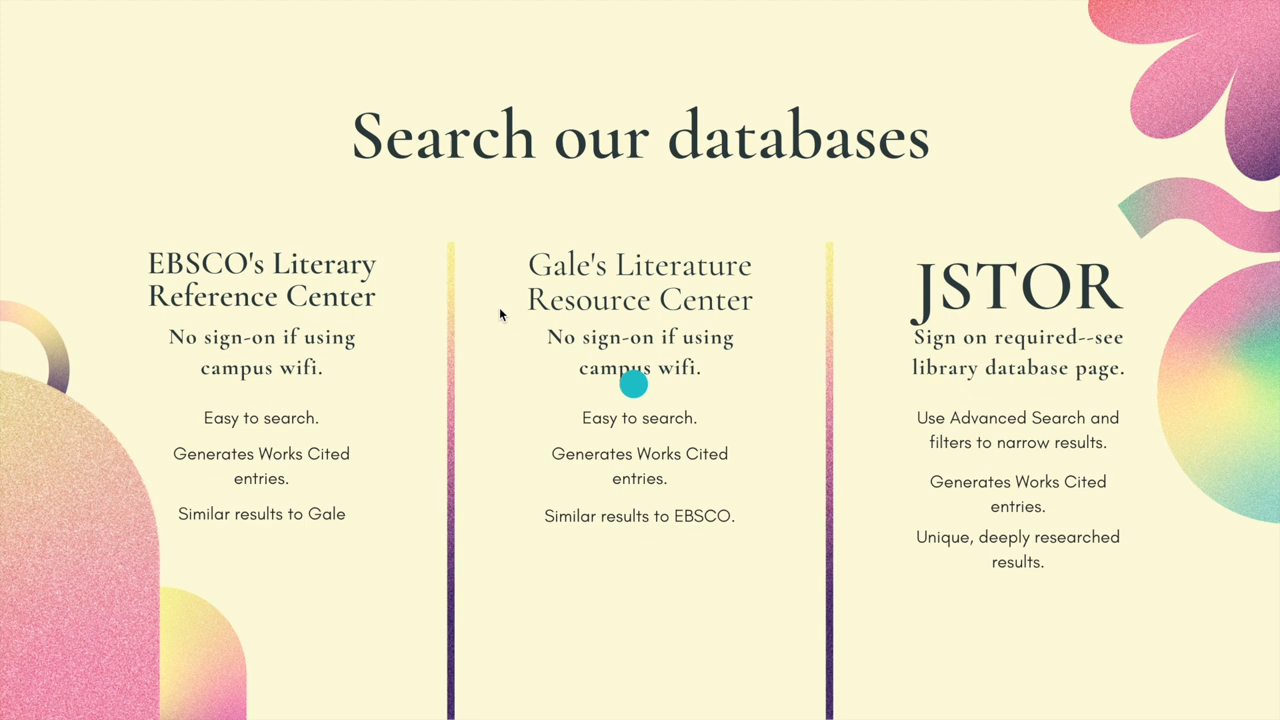 Search our databases
EBSCO's Literary
Reference Center
No sign-on if using
campus wifi.
Easy to search.
Generates Works Cited
entries.
Similar results to Gale
Gale's Literature
Resource Center
No sign-on if using
campus wifi.
Easy to search.
Generates Works Cited
entries.
Similar results to EBSCO.
JSTOR
Sign on required--see
library database page.
Use Advanced Search and
filters to narrow results.
Generates Works Cited
entries.
Unique, deeply researched
results.